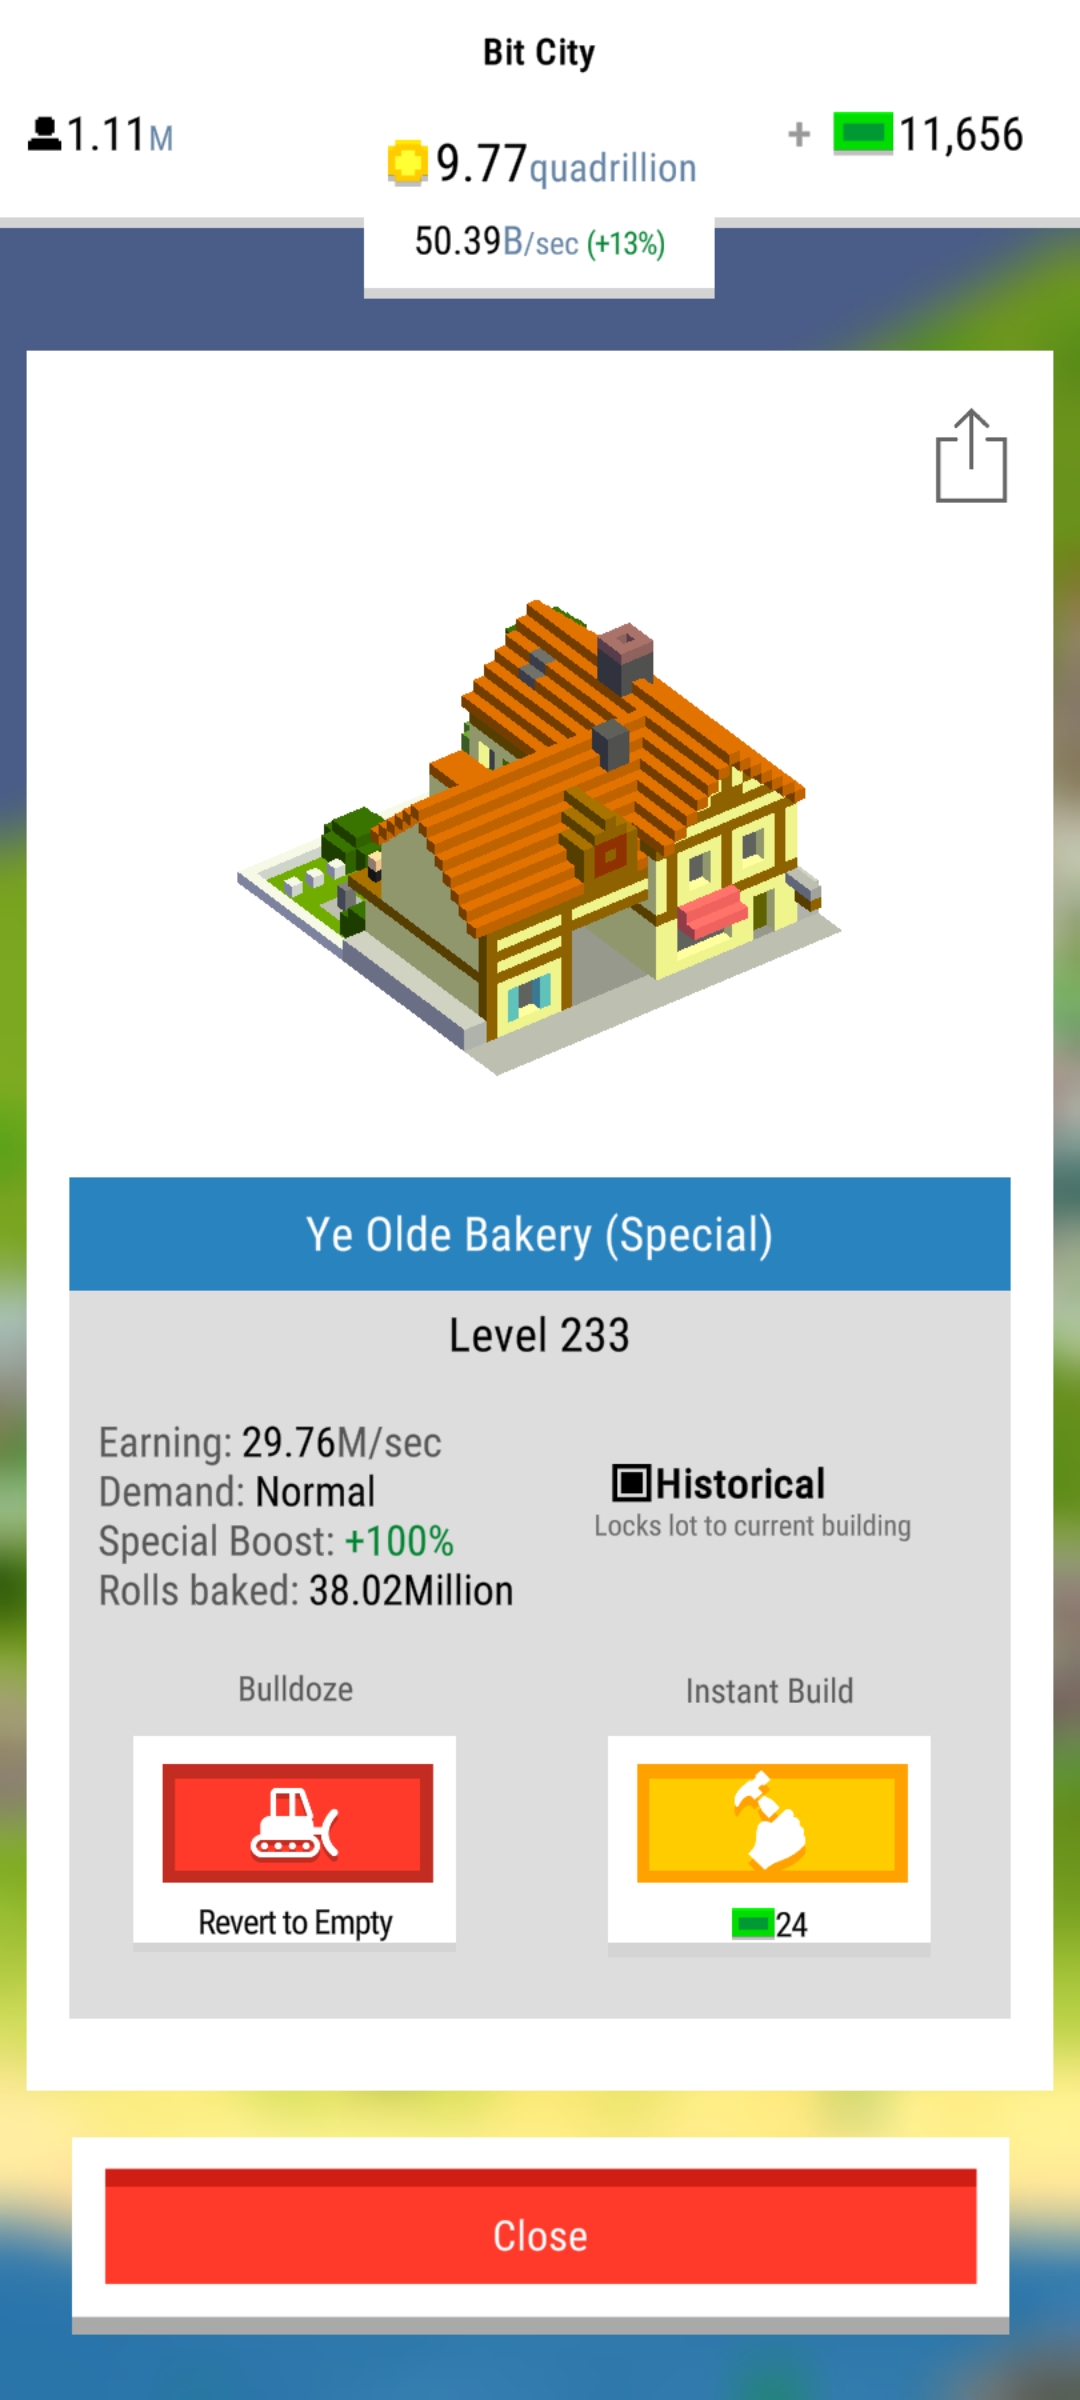 Bit City
1.11M
9.77quadrillion
+ 11,656
50.39B/sec (+13%)
Ye Olde Bakery (Special)
Level 233
Earning: 29.76M/sec
Demand: Normal
Special Boost: +100%
Rolls baked: 38.02Million
Historical
Locks lot to current building
Bulldoze
Instant Build
Revert to Empty
24
Close